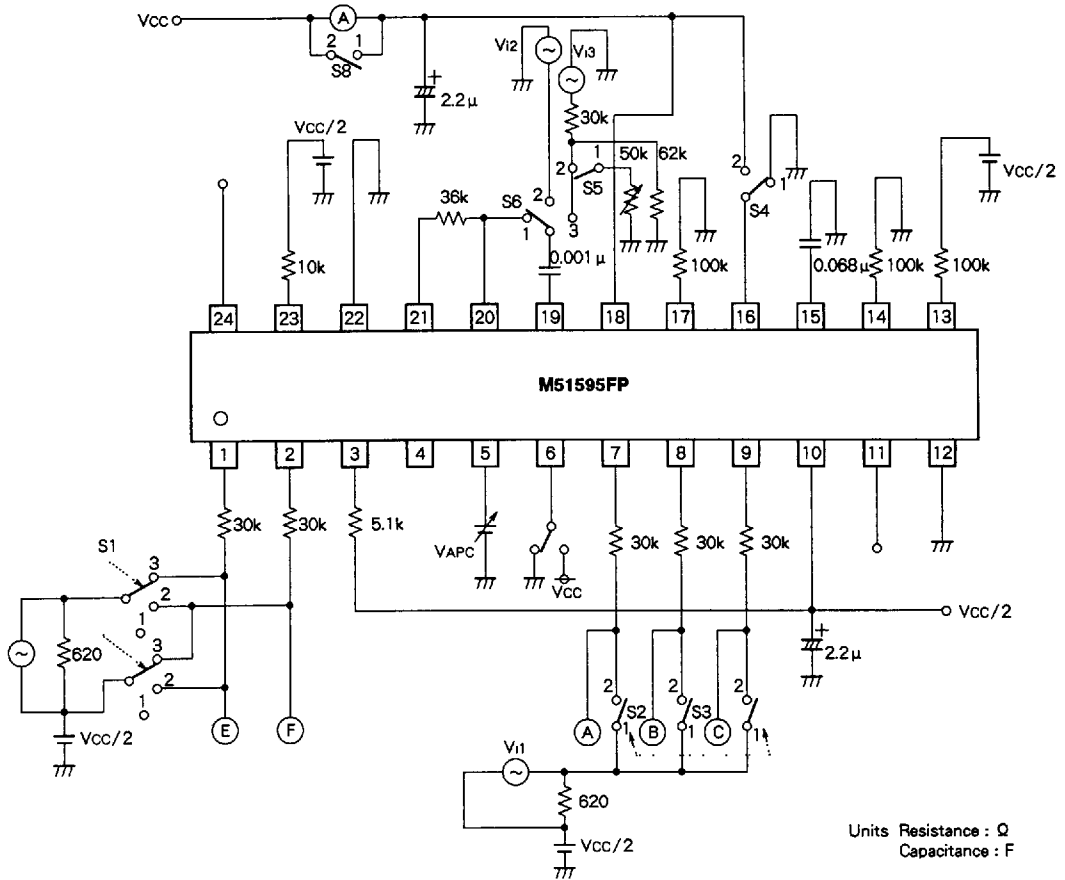 VCC
A
2 1
S8
+
2.2μ
Vi2
Vi3
30k
VCC/2
1 50k 62k
2
S5
3
2
S4
1
VCC/2
36k
S6 2
1
0.001μ
10k
100k
0.068μ
100k
100k
24 23 22 21 20 19 18 17 16 15 14 13
M51595FP
1 2 3 4 5 6 7 8 9 10 11 12
30k
30k
5.1k
VAPC
VCC
30k
30k
30k
S1
3
2
1
620
3
2
1
VCC/2
E
F
VCC/2
+
2.2μ
2 2 2
A S2 B S3 C
1 1 1
Vi1
620
VCC/2
Units Resistance : Ω
Capacitance : F